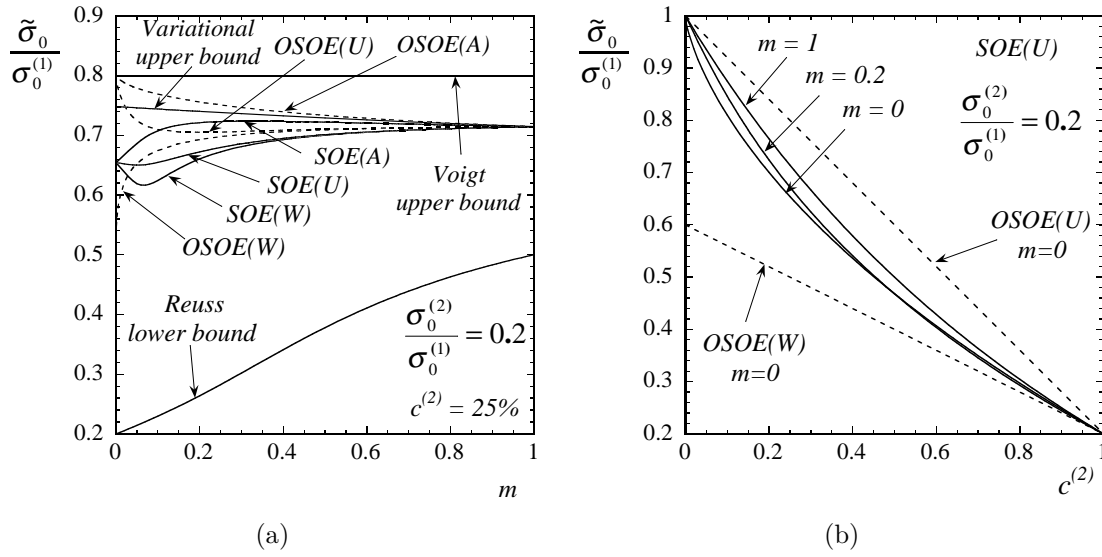 σ̃₀ / σ₀⁽¹⁾
0.9
0.8
0.7
0.6
0.5
0.4
0.3
0.2
0 0.2 0.4 0.6 0.8 1
m
Variational
upper bound
OSOE(U)
OSOE(A)
SOE(A)
SOE(U)
SOE(W)
OSOE(W)
Voigt
upper bound
Reuss
lower bound
σ₀⁽²⁾ / σ₀⁽¹⁾ = 0.2
c⁽²⁾ = 25%
(a)
σ̃₀ / σ₀⁽¹⁾
1
0.9
0.8
0.7
0.6
0.5
0.4
0.3
0.2
0 0.2 0.4 0.6 0.8 1
c⁽²⁾
m = 1
m = 0.2
m = 0
SOE(U)
σ₀⁽²⁾ / σ₀⁽¹⁾ = 0.2
OSOE(U)
m=0
OSOE(W)
m=0
(b)